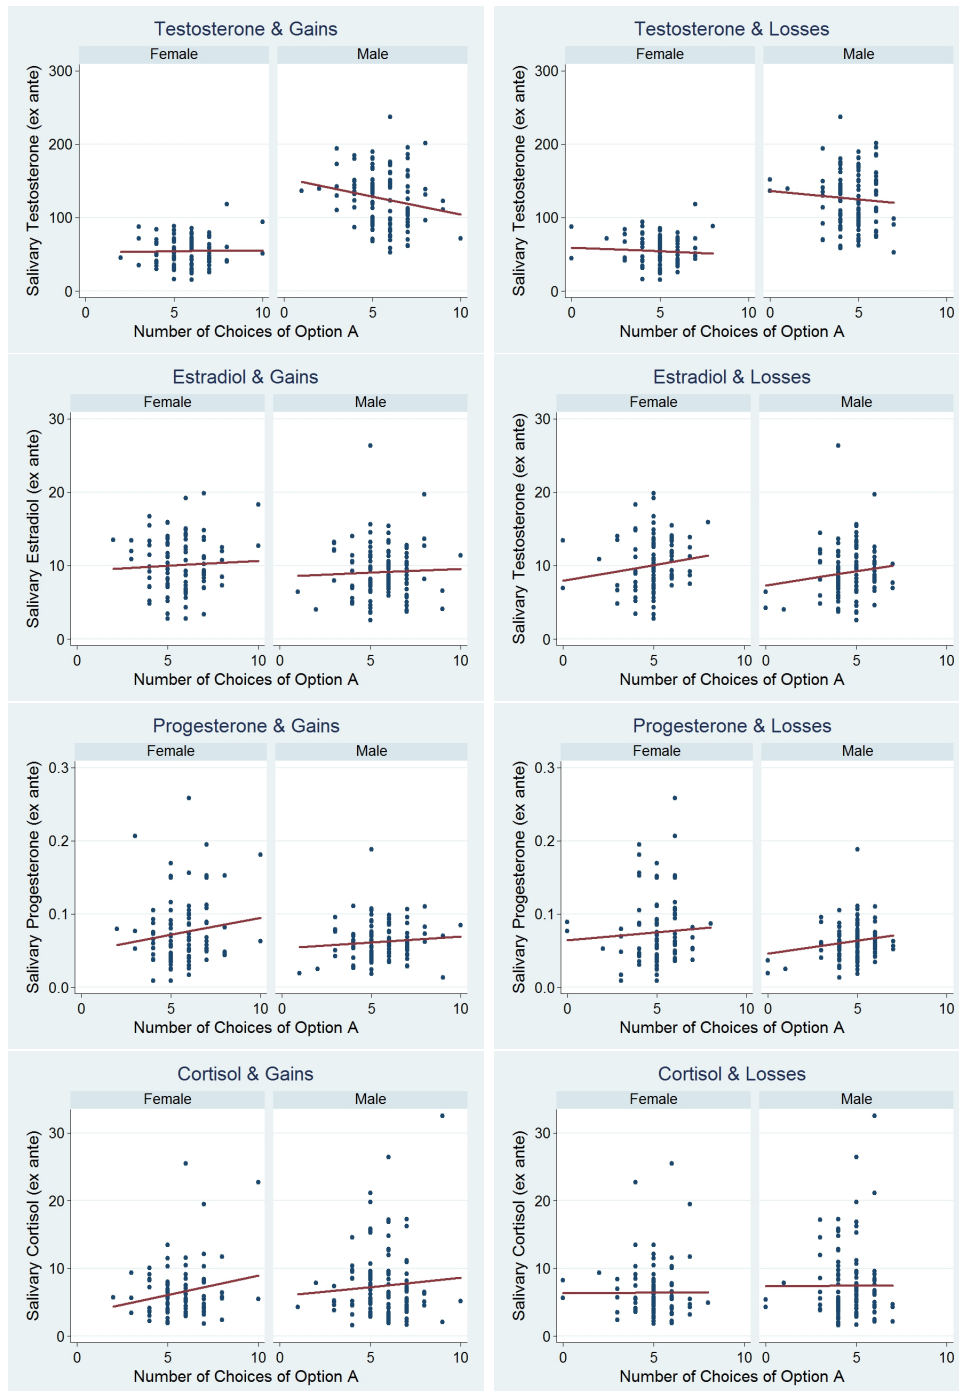 Testosterone & Gains
Female Male
Salivary Testosterone (ex ante)
300
200
100
0
0 5 10 0 5 10
Number of Choices of Option A
Testosterone & Losses
Female Male
Salivary Testosterone (ex ante)
300
200
100
0
0 5 10 0 5 10
Number of Choices of Option A
Estradiol & Gains
Female Male
Salivary Estradiol (ex ante)
30
20
10
0
0 5 10 0 5 10
Number of Choices of Option A
Estradiol & Losses
Female Male
Salivary Testosterone (ex ante)
30
20
10
0
0 5 10 0 5 10
Number of Choices of Option A
Progesterone & Gains
Female Male
Salivary Progesterone (ex ante)
0.3
0.2
0.1
0.0
0 5 10 0 5 10
Number of Choices of Option A
Progesterone & Losses
Female Male
Salivary Progesterone (ex ante)
0.3
0.2
0.1
0.0
0 5 10 0 5 10
Number of Choices of Option A
Cortisol & Gains
Female Male
Salivary Cortisol (ex ante)
30
20
10
0
0 5 10 0 5 10
Number of Choices of Option A
Cortisol & Losses
Female Male
Salivary Cortisol (ex ante)
30
20
10
0
0 5 10 0 5 10
Number of Choices of Option A